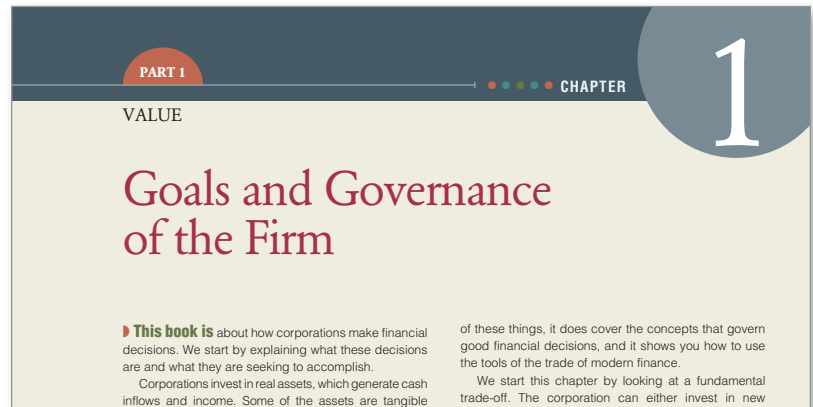 PART 1
CHAPTER
1
VALUE
Goals and Governance
of the Firm
This book is about how corporations make financial
decisions. We start by explaining what these decisions
are and what they are seeking to accomplish.
Corporations invest in real assets, which generate cash
inflows and income. Some of the assets are tangible
of these things, it does cover the concepts that govern
good financial decisions, and it shows you how to use
the tools of the trade of modern finance.
We start this chapter by looking at a fundamental
trade-off. The corporation can either invest in new